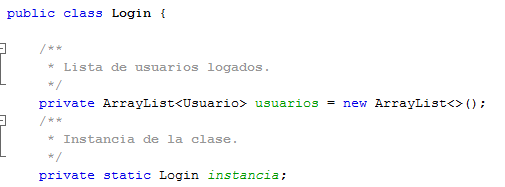 public class Login {
/**
* Lista de usuarios logados.
*/
private ArrayList<Usuario> usuarios = new ArrayList<>();
/**
* Instancia de la clase.
*/
private static Login instancia;